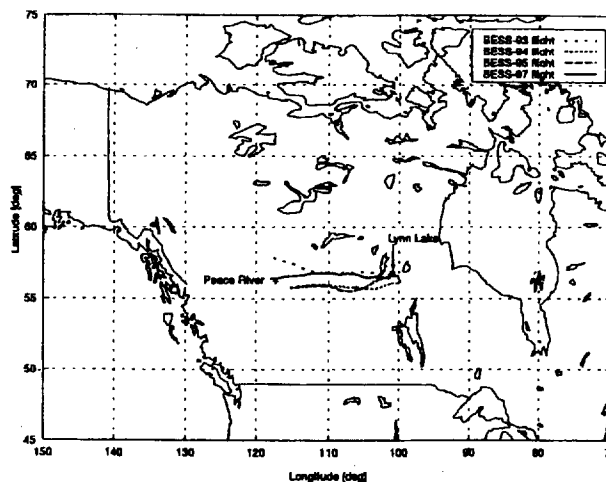 75
70
65
60
55
50
45
Latitude [deg]
BESS-93 flight
BESS-94 flight
BESS-95 flight
BESS-97 flight
Lynn Lake
Peace River
150 140 130 120 110 100 90 80
Longitude [deg]